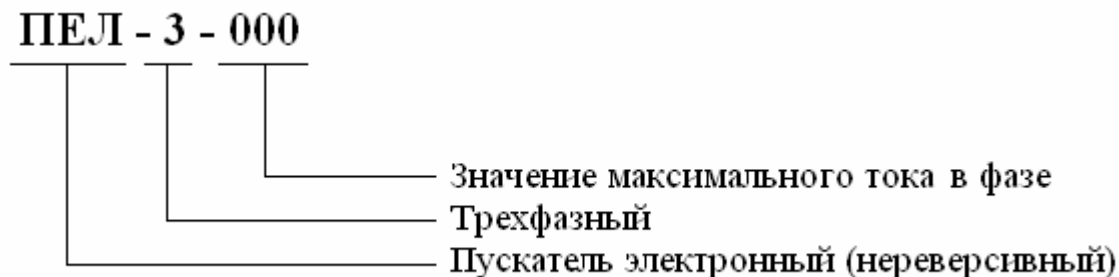 ПЕЛ - 3 - 000
Значение максимального тока в фазе
Трехфазный
Пускатель электронный (нереверсивный)